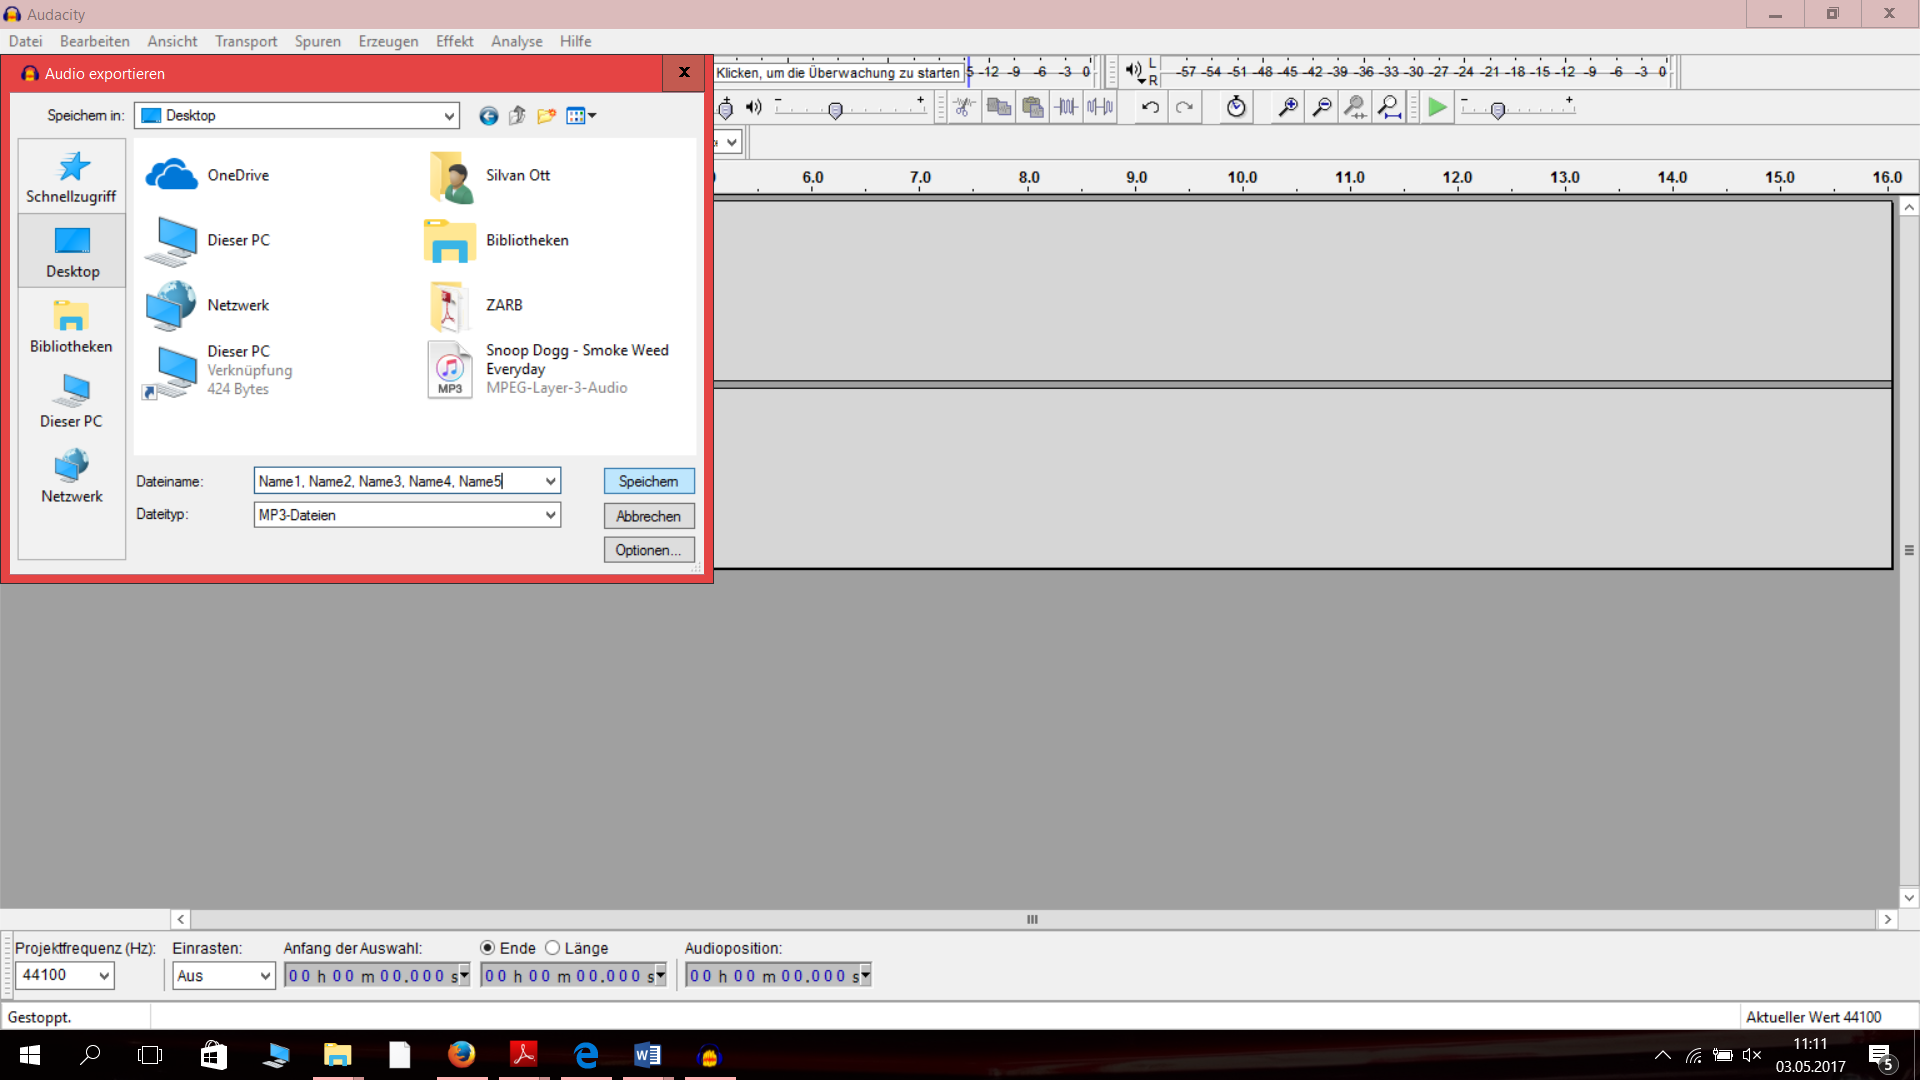 Audacity
Datei Bearbeiten Ansicht Transport Spuren Erzeugen Effekt Analyse Hilfe
Audio exportieren
Klicken, um die Überwachung zu starten 5 -12 -9 -6 -3 0
L
R
-57 -54 -51 -48 -45 -42 -39 -36 -33 -30 -27 -24 -21 -18 -15 -12 -9 -6 -3 0
Speichern in: Desktop
6.0 7.0 8.0 9.0 10.0 11.0 12.0 13.0 14.0 15.0 16.0
Schnellzugriff
Desktop
Bibliotheken
Dieser PC
Netzwerk
OneDrive
Silvan Ott
Dieser PC
Bibliotheken
Netzwerk
ZARB
Dieser PC
Verknüpfung
424 Bytes
MP3
Snoop Dogg - Smoke Weed
Everyday
MPEG-Layer-3-Audio
Dateiname: Name1, Name2, Name3, Name4, Name5 Speichern
Dateityp: MP3-Dateien Abbrechen
Optionen...
Projektfrequenz (Hz): Einrasten: Anfang der Auswahl: Ende Länge Audioposition:
44100 Aus 00 h 00 m 00.000 s 00 h 00 m 00.000 s 00 h 00 m 00.000 s
Gestoppt. Aktueller Wert 44100
11:11
03.05.2017
5